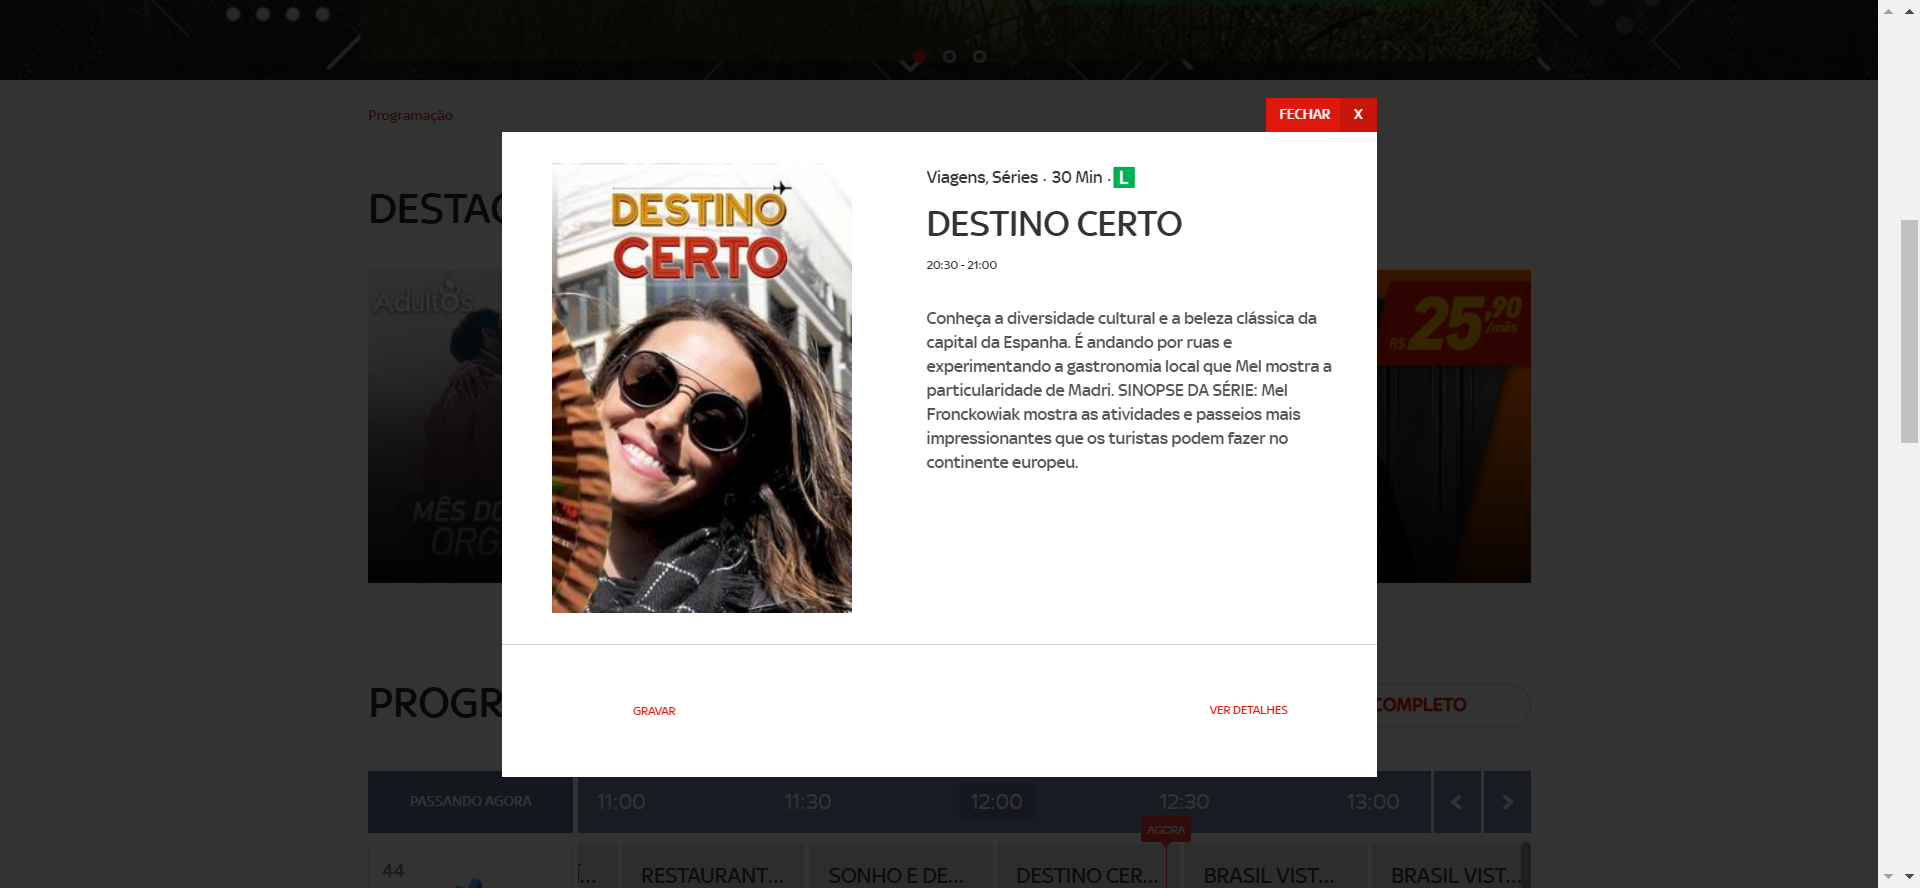 Programação
FECHAR X
DESTINO
CERTO
Viagens, Séries · 30 Min · L
DESTINO CERTO
20:30 - 21:00
Conheça a diversidade cultural e a beleza clássica da
capital da Espanha. É andando por ruas e
experimentando a gastronomia local que Mel mostra a
particularidade de Madri. SINOPSE DA SÉRIE: Mel
Fronckowiak mostra as atividades e passeios mais
impressionantes que os turistas podem fazer no
continente europeu.
GRAVAR
VER DETALHES
DESTAC
Adultos
MÊS DO
ORG
R$ 25,90
/mês
PROGR
COMPLETO
PASSANDO AGORA
11:00 11:30 12:00 12:30 13:00
AGORA
44
RESTAURANT... SONHO E DE... DESTINO CER... BRASIL VIST... BRASIL VIST...